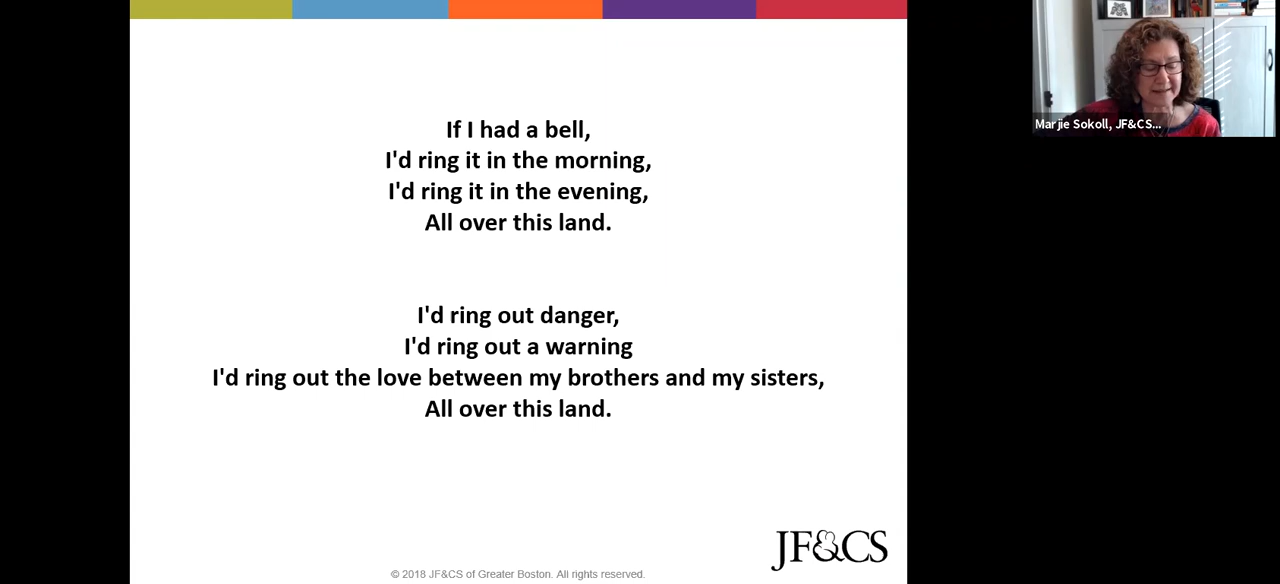 If I had a bell,
I'd ring it in the morning,
I'd ring it in the evening,
All over this land.
I'd ring out danger,
I'd ring out a warning
I'd ring out the love between my brothers and my sisters,
All over this land.
JF&CS
© 2018 JF&CS of Greater Boston. All rights reserved.
Marjie Sokoll, JF&CS...